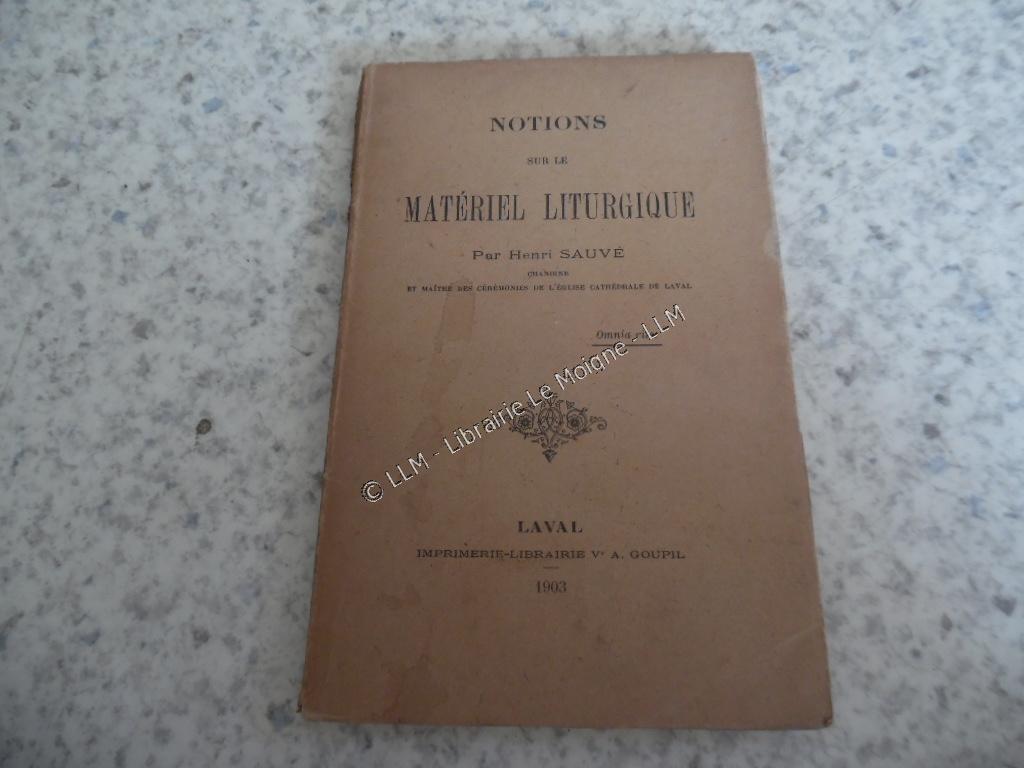 NOTIONS
SUR LE
MATÉRIEL LITURGIQUE
Par Henri SAUVÉ
CHANOINE
ET MAÎTRE DES CÉRÉMONIES DE L'ÉGLISE CATHÉDRALE DE LAVAL
Omnia
© LLM - Librairie Le Moigne - LLM
LAVAL
IMPRIMERIE-LIBRAIRIE Vᵉ A. GOUPIL
1903